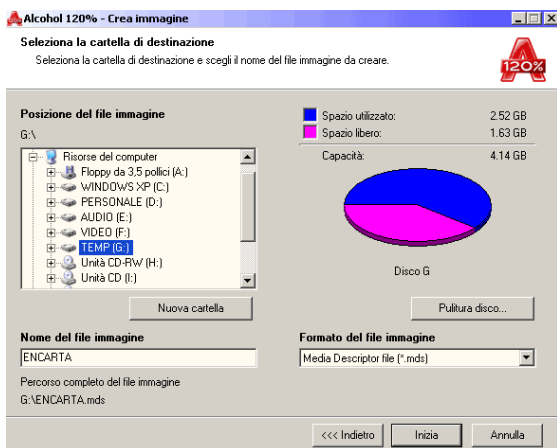 Alcohol 120% - Crea immagine
Seleziona la cartella di destinazione
Seleziona la cartella di destinazione e scegli il nome del file immagine da creare.
120%
Posizione del file immagine
G:\
Risorse del computer
Floppy da 3,5 pollici (A:)
WINDOWS XP (C:)
PERSONALE (D:)
AUDIO (E:)
VIDEO (F:)
TEMP (G:)
Unità CD-RW (H:)
Unità CD (I:)
Nuova cartella
Spazio utilizzato: 2.52 GB
Spazio libero: 1.63 GB
Capacità: 4.14 GB
Disco G
Pulitura disco...
Nome del file immagine
ENCARTA
Formato del file immagine
Media Descriptor file (*.mds)
Percorso completo del file immagine
G:\ENCARTA.mds
<<< Indietro
Inizia
Annulla